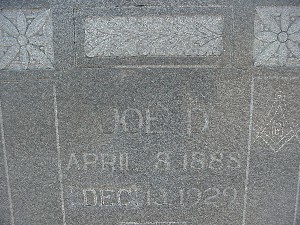 JOE D.
APRIL 8, 1888
DEC. 13, 1929
G